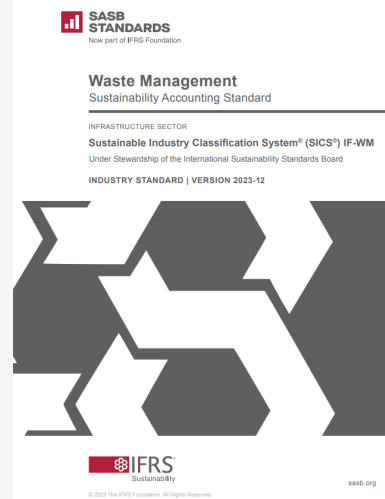 SASB
STANDARDS
Now part of IFRS Foundation
Waste Management
Sustainability Accounting Standard
INFRASTRUCTURE SECTOR
Sustainable Industry Classification System® (SICS®) IF-WM
Under Stewardship of the International Sustainability Standards Board
INDUSTRY STANDARD | VERSION 2023-12
IFRS
Sustainability
sasb.org
© 2023 The IFRS Foundation. All Rights Reserved.